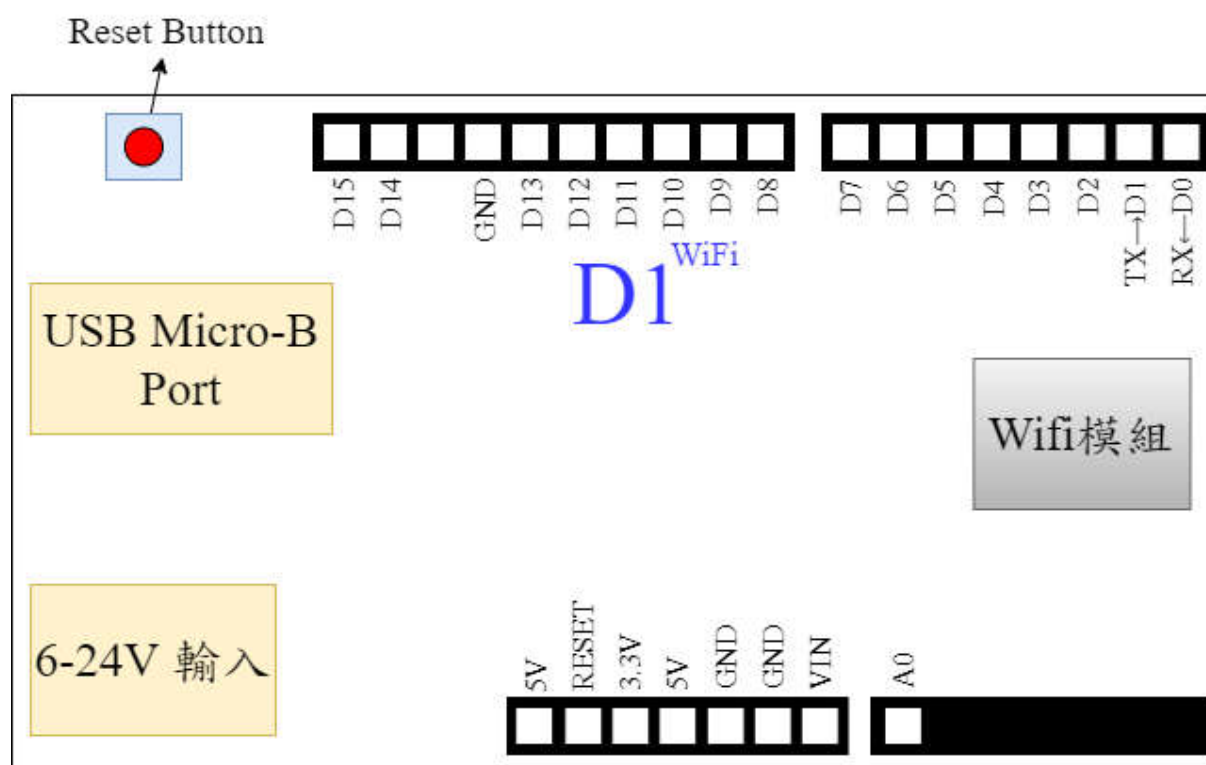 Reset Button
D15
D14
GND
D13
D12
D11
D10
D9
D8
D7
D6
D5
D4
D3
D2
TX→D1
RX←D0
D1 WiFi
USB Micro-B
Port
Wifi模組
6-24V 輸入
5V
RESET
3.3V
5V
GND
GND
VIN
A0